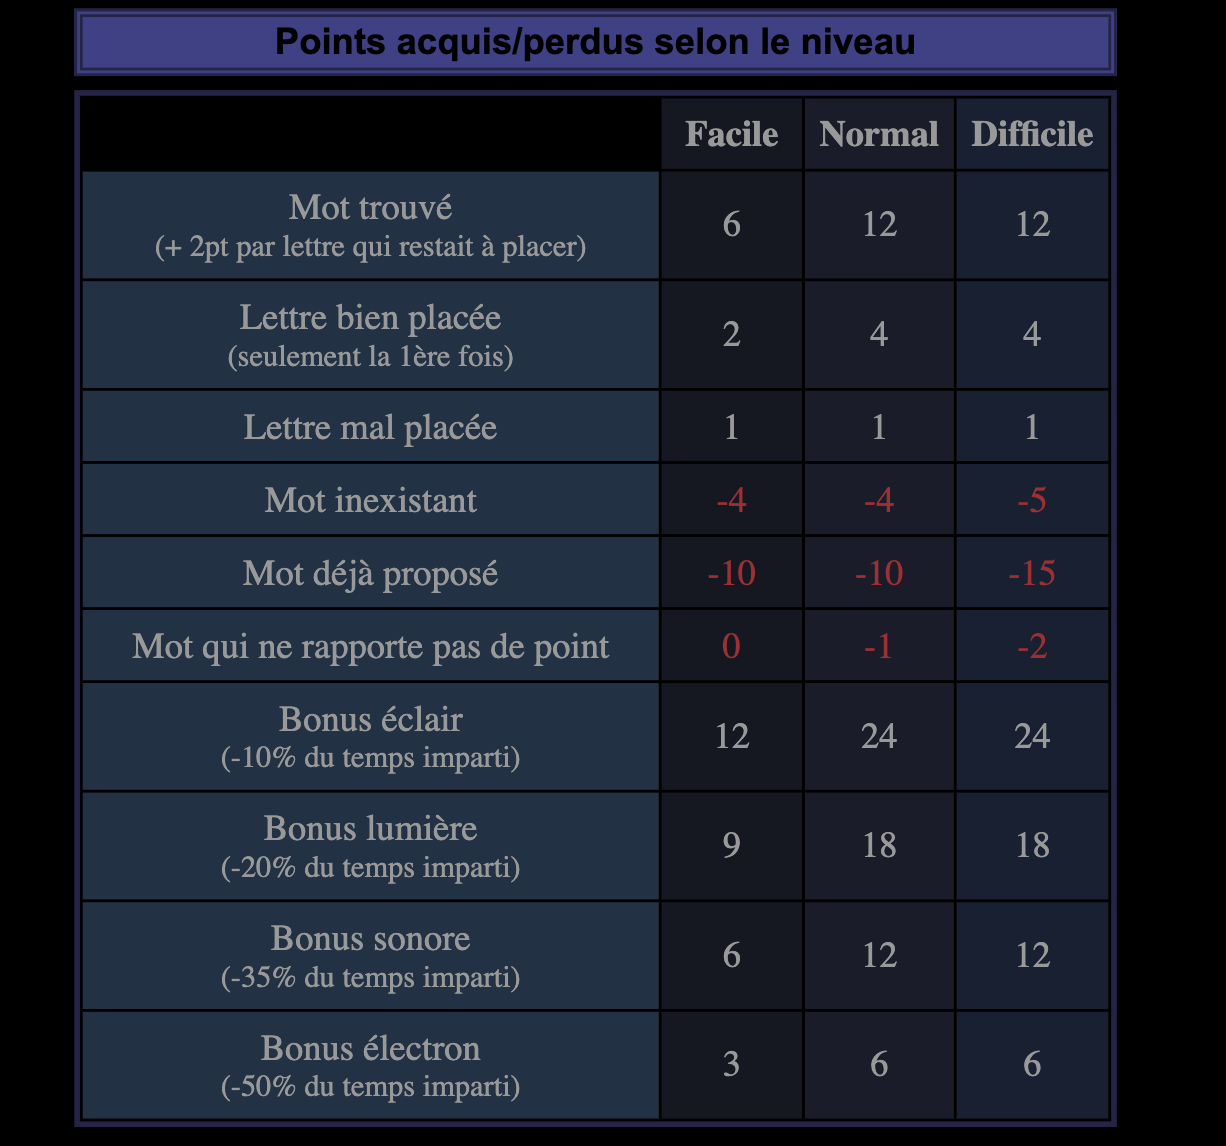 Points acquis/perdus selon le niveau
Facile Normal Difficile
Mot trouvé
(+ 2pt par lettre qui restait à placer)
6 12 12
Lettre bien placée
(seulement la 1ère fois)
2 4 4
Lettre mal placée 1 1 1
Mot inexistant -4 -4 -5
Mot déjà proposé -10 -10 -15
Mot qui ne rapporte pas de point 0 -1 -2
Bonus éclair
(-10% du temps imparti)
12 24 24
Bonus lumière
(-20% du temps imparti)
9 18 18
Bonus sonore
(-35% du temps imparti)
6 12 12
Bonus électron
(-50% du temps imparti)
3 6 6